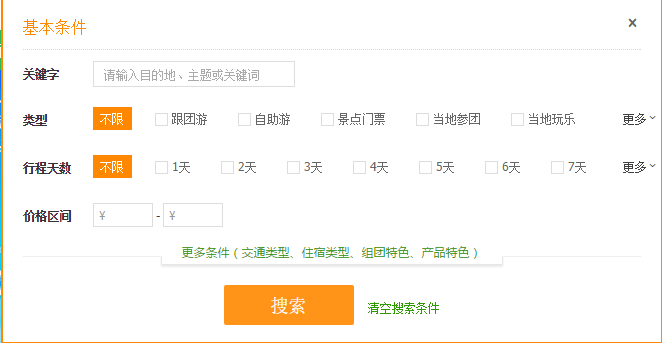 基本条件 ×
关键字 请输入目的地、主题或关键词
类型 不限 跟团游 自助游 景点门票 当地参团 当地玩乐 更多
行程天数 不限 1天 2天 3天 4天 5天 6天 7天 更多
价格区间 ¥ - ¥
更多条件（交通类型、住宿类型、组团特色、产品特色）
搜索 清空搜索条件